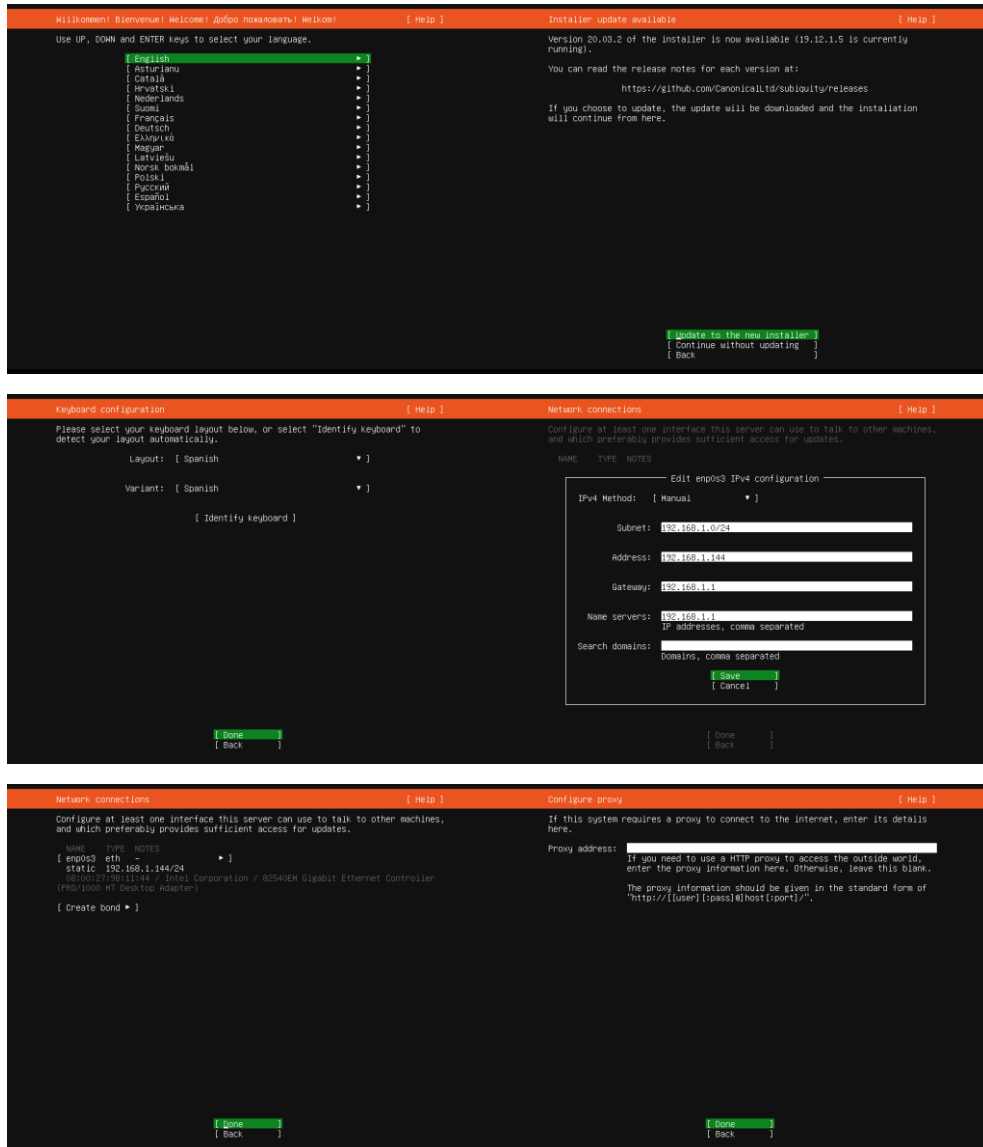 Willkommen! Bienvenue! Welcome! Добро пожаловать! Welkom! [ Help ]
Use UP, DOWN and ENTER keys to select your language.
[ English ► ]
[ Asturianu ► ]
[ Català ► ]
[ Hrvatski ► ]
[ Nederlands ► ]
[ Suomi ► ]
[ Français ► ]
[ Deutsch ► ]
[ Ελληνικά ► ]
[ Magyar ► ]
[ Latviešu ► ]
[ Norsk bokmål ► ]
[ Polski ► ]
[ Русский ► ]
[ Español ► ]
[ Українська ► ]
Installer update available [ Help ]
Version 20.03.2 of the installer is now available (19.12.1.5 is currently
running).
You can read the release notes for each version at:
https://github.com/CanonicalLtd/subiquity/releases
If you choose to update, the update will be downloaded and the installation
will continue from here.
[ Update to the new installer ]
[ Continue without updating ]
[ Back ]
Keyboard configuration [ Help ]
Please select your keyboard layout below, or select "Identify keyboard" to
detect your layout automatically.
Layout: [ Spanish ▼ ]
Variant: [ Spanish ▼ ]
[ Identify keyboard ]
[ Done ]
[ Back ]
Network connections [ Help ]
Configure at least one interface this server can use to talk to other machines,
and which preferably provides sufficient access for updates.
NAME TYPE NOTES
Edit enp0s3 IPv4 configuration
IPv4 Method: [ Manual ▼ ]
Subnet: 192.168.1.0/24
Address: 192.168.1.144
Gateway: 192.168.1.1
Name servers: 192.168.1.1
IP addresses, comma separated
Search domains:
Domains, comma separated
[ Save ]
[ Cancel ]
[ Done ]
[ Back ]
Network connections [ Help ]
Configure at least one interface this server can use to talk to other machines,
and which preferably provides sufficient access for updates.
NAME TYPE NOTES
[ enp0s3 eth - ► ]
static 192.168.1.144/24
08:00:27:98:11:44 / Intel Corporation / 82540EM Gigabit Ethernet Controller
(PRO/1000 MT Desktop Adapter)
[ Create bond ► ]
[ Done ]
[ Back ]
Configure proxy [ Help ]
If this system requires a proxy to connect to the internet, enter its details
here.
Proxy address:
If you need to use a HTTP proxy to access the outside world,
enter the proxy information here. Otherwise, leave this blank.
The proxy information should be given in the standard form of
"http://[[user][:pass]@]host[:port]/".
[ Done ]
[ Back ]